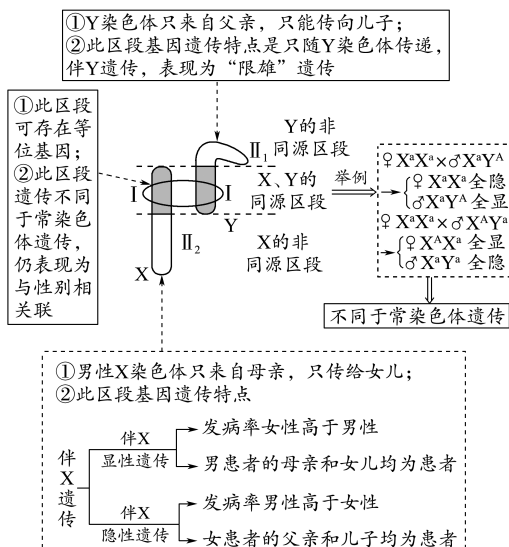 ①Y染色体只来自父亲，只能传向儿子；
②此区段基因遗传特点是只随Y染色体传递，
伴Y遗传，表现为“限雄”遗传
①此区段
可存在等
位基因；
②此区段
遗传不同
于常染色
体遗传，
仍表现为
与性别相
关联
Ⅱ₁
Y的非
同源区段
Ⅰ
Ⅰ
X、Y的
同源区段
Y
Ⅱ₂
X的非
同源区段
X
举例
♀XᵃXᵃ×♂XᵃYᴬ
♀XᵃXᵃ全隐
♂XᵃYᴬ全显
♀XᵃXᵃ×♂XᴬYᵃ
♀XᴬXᵃ全显
♂XᵃYᵃ全隐
不同于常染色体遗传
①男性X染色体只来自母亲，只传给女儿；
②此区段基因遗传特点
伴X遗传
伴X
显性遗传
发病率女性高于男性
男患者的母亲和女儿均为患者
伴X
隐性遗传
发病率男性高于女性
女患者的父亲和儿子均为患者